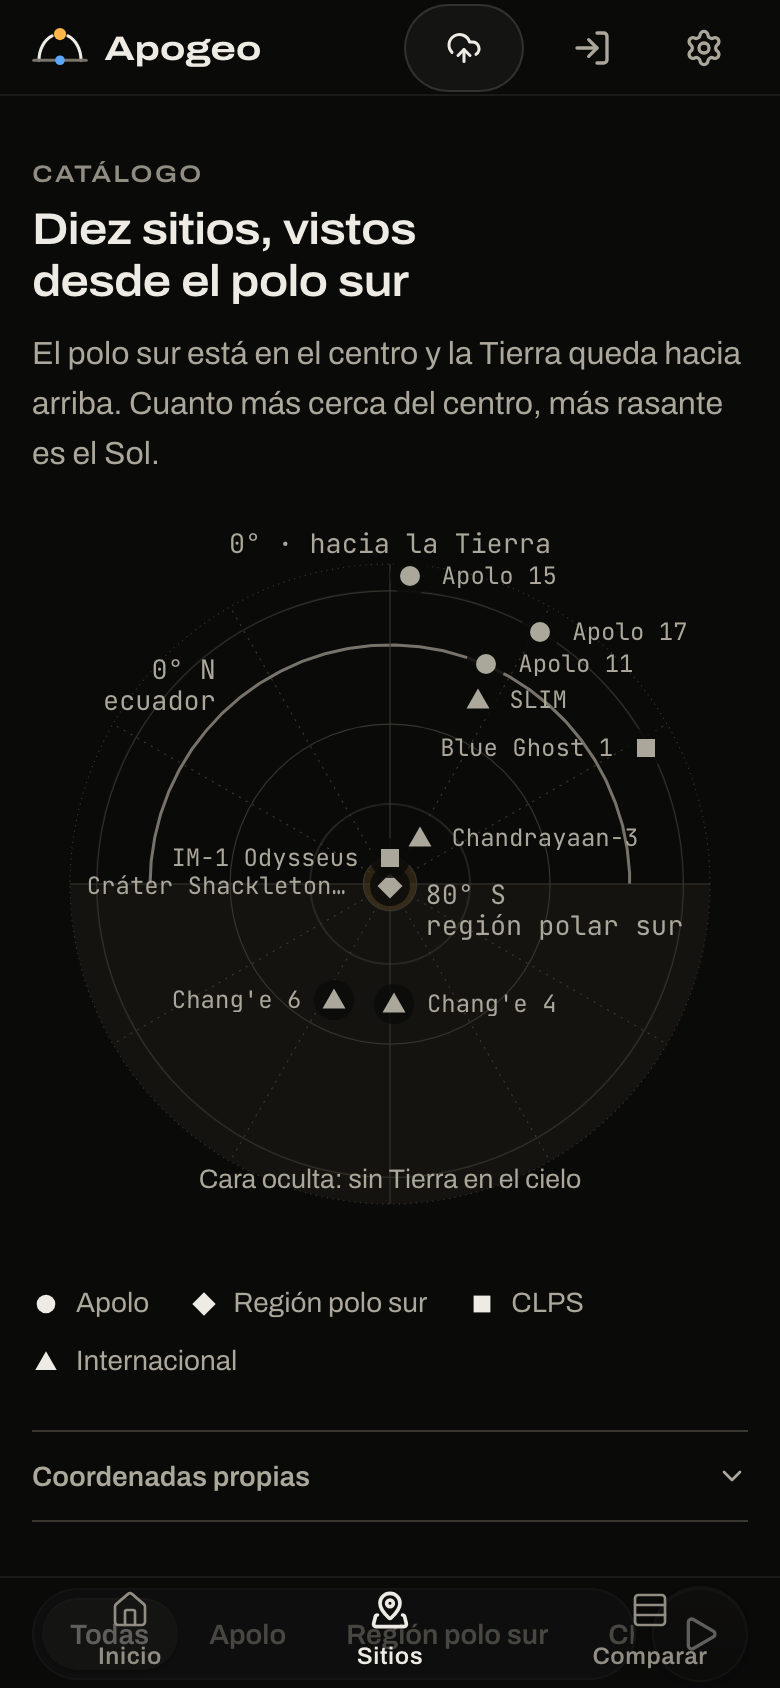 Apogeo
CATÁLOGO
Diez sitios, vistos
desde el polo sur
El polo sur está en el centro y la Tierra queda hacia
arriba. Cuanto más cerca del centro, más rasante
es el Sol.
0° · hacia la Tierra
Apolo 15
Apolo 17
Apolo 11
0° N
ecuador
SLIM
Blue Ghost 1
Chandrayaan-3
IM-1 Odysseus
Cráter Shackleton…
80° S
región polar sur
Chang'e 6
Chang'e 4
Cara oculta: sin Tierra en el cielo
Apolo
Región polo sur
CLPS
Internacional
Coordenadas propias
Todas
Apolo
Región polo sur
Inicio
Sitios
Comparar